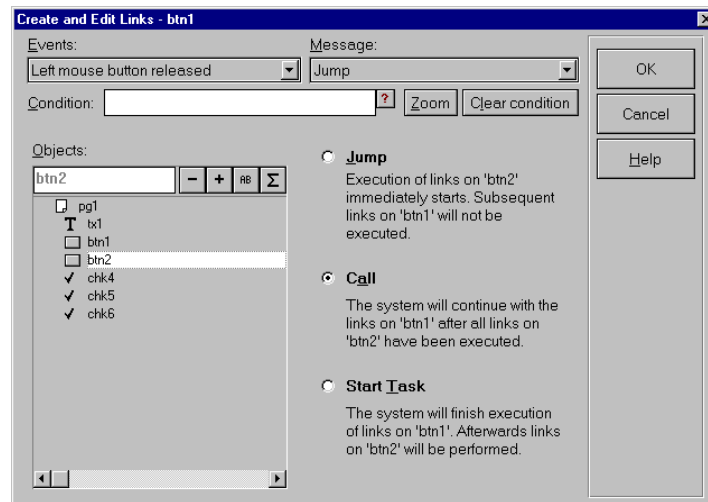 Create and Edit Links - btn1
Events:
Message:
Left mouse button released
Jump
OK
Condition:
?
Zoom
Clear condition
Cancel
Objects:
Help
btn2
- + AB Σ
pg1
tx1
btn1
btn2
chk4
chk5
chk6
Jump
Execution of links on 'btn2'
immediately starts. Subsequent
links on 'btn1' will not be
executed.
Call
The system will continue with the
links on 'btn1' after all links on
'btn2' have been executed.
Start Task
The system will finish execution
of links on 'btn1'. Afterwards links
on 'btn2' will be performed.